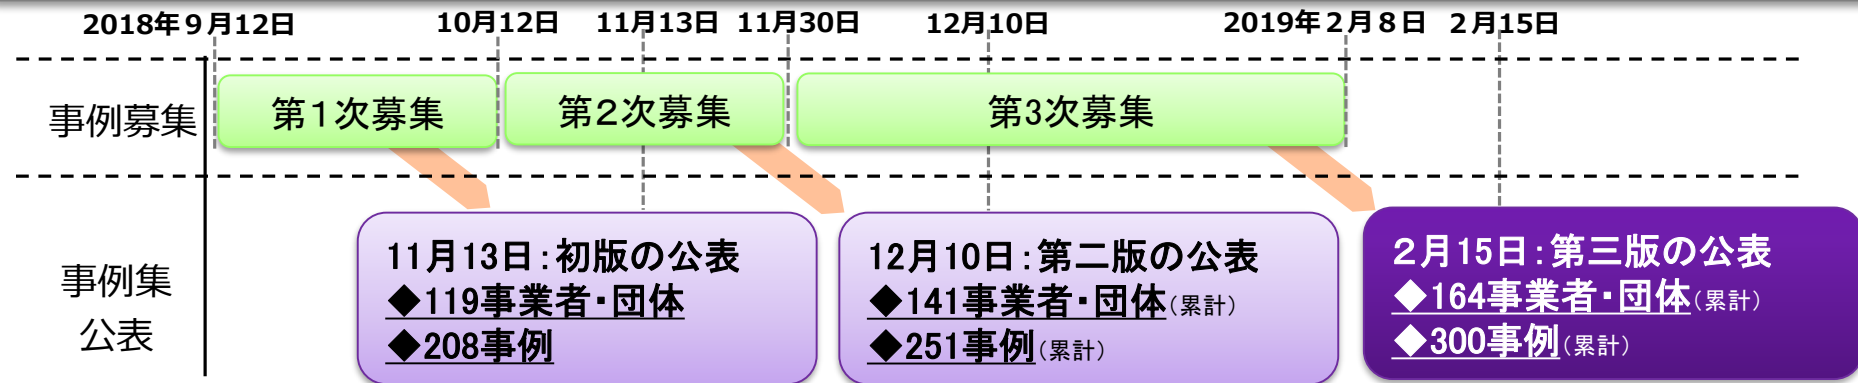 2018年9月12日 10月12日 11月13日 11月30日 12月10日 2019年2月8日 2月15日
事例募集
第1次募集
第2次募集
第3次募集
事例集
公表
11月13日:初版の公表
◆119事業者・団体
◆208事例
12月10日:第二版の公表
◆141事業者・団体(累計)
◆251事例(累計)
2月15日:第三版の公表
◆164事業者・団体(累計)
◆300事例(累計)